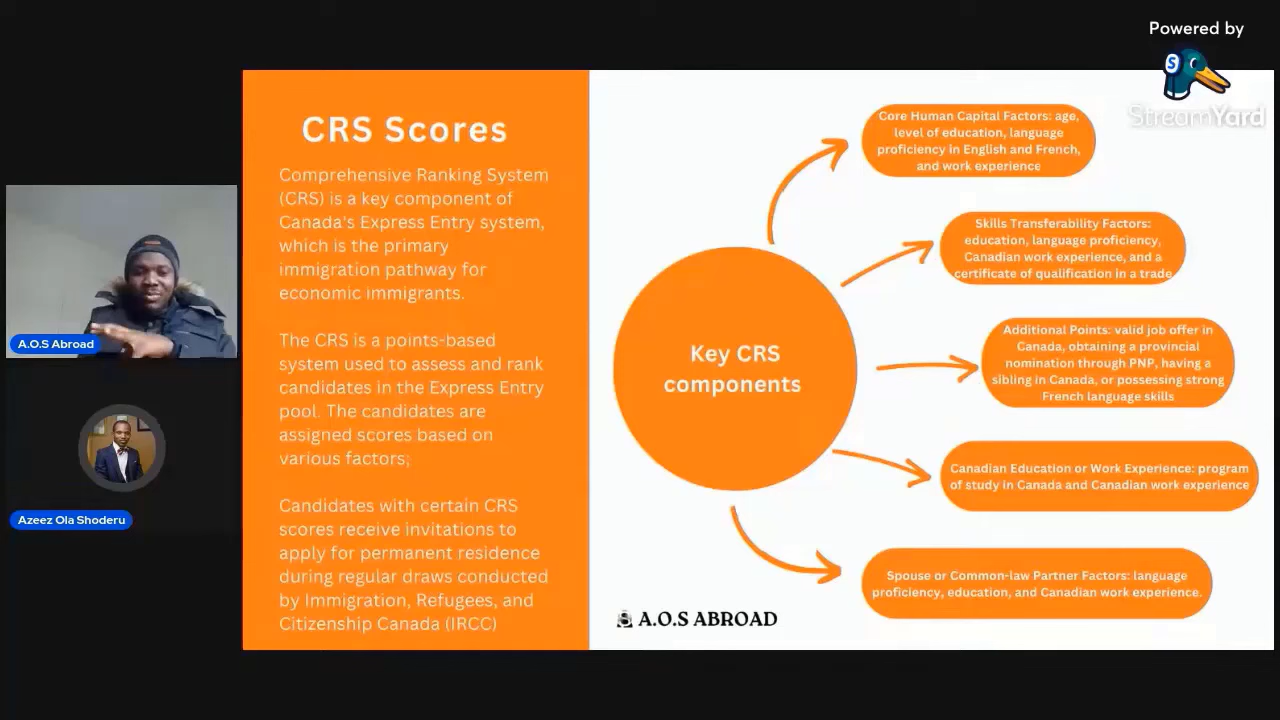 Powered by
S
StreamYard
CRS Scores
Comprehensive Ranking System
(CRS) is a key component of
Canada's Express Entry system,
which is the primary
immigration pathway for
economic immigrants.
The CRS is a points-based
system used to assess and rank
candidates in the Express Entry
pool. The candidates are
assigned scores based on
various factors;
Candidates with certain CRS
scores receive invitations to
apply for permanent residence
during regular draws conducted
by Immigration, Refugees, and
Citizenship Canada (IRCC)
Key CRS
components
Core Human Capital Factors: age,
level of education, language
proficiency in English and French,
and work experience
Skills Transferability Factors:
education, language proficiency,
Canadian work experience, and a
certificate of qualification in a trade
Additional Points: valid job offer in
Canada, obtaining a provincial
nomination through PNP, having a
sibling in Canada, or possessing strong
French language skills
Canadian Education or Work Experience: program
of study in Canada and Canadian work experience
Spouse or Common-law Partner Factors: language
proficiency, education, and Canadian work experience.
A.O.S ABROAD
A.O.S Abroad
Azeez Ola Shoderu